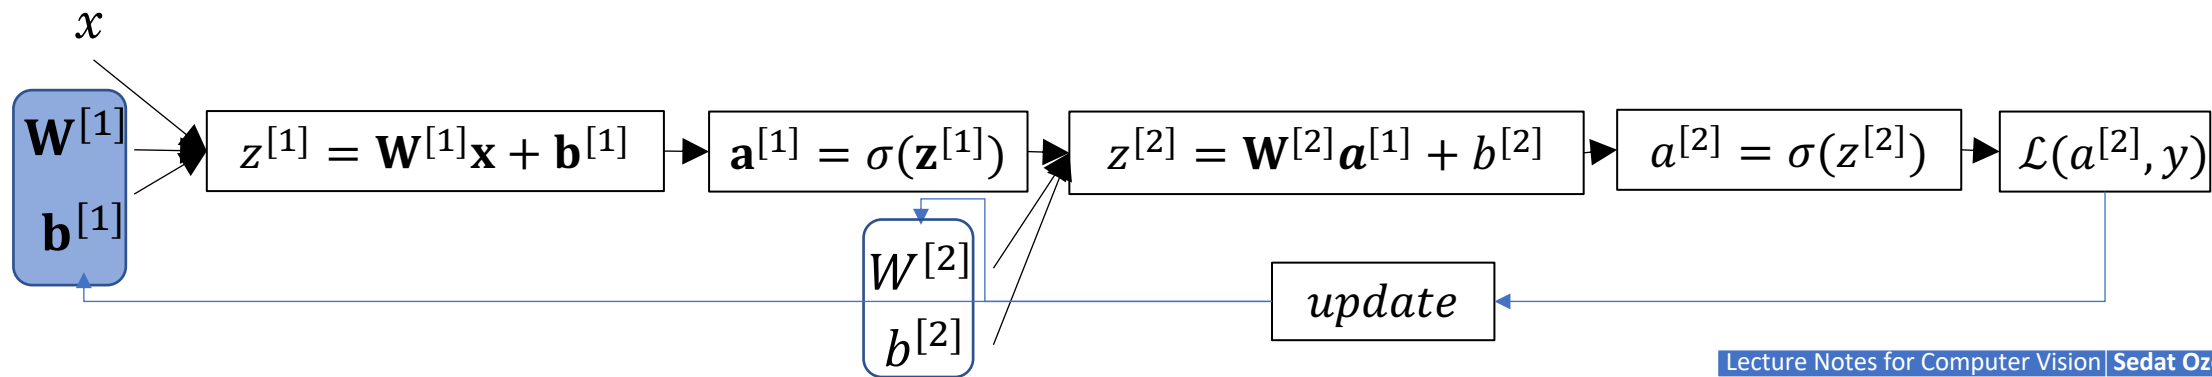 x
W^[1]
b^[1]
z^[1] = W^[1]x + b^[1]
a^[1] = σ(z^[1])
z^[2] = W^[2]a^[1] + b^[2]
a^[2] = σ(z^[2])
ℒ(a^[2], y)
W^[2]
b^[2]
update
Lecture Notes for Computer Vision Sedat Oz